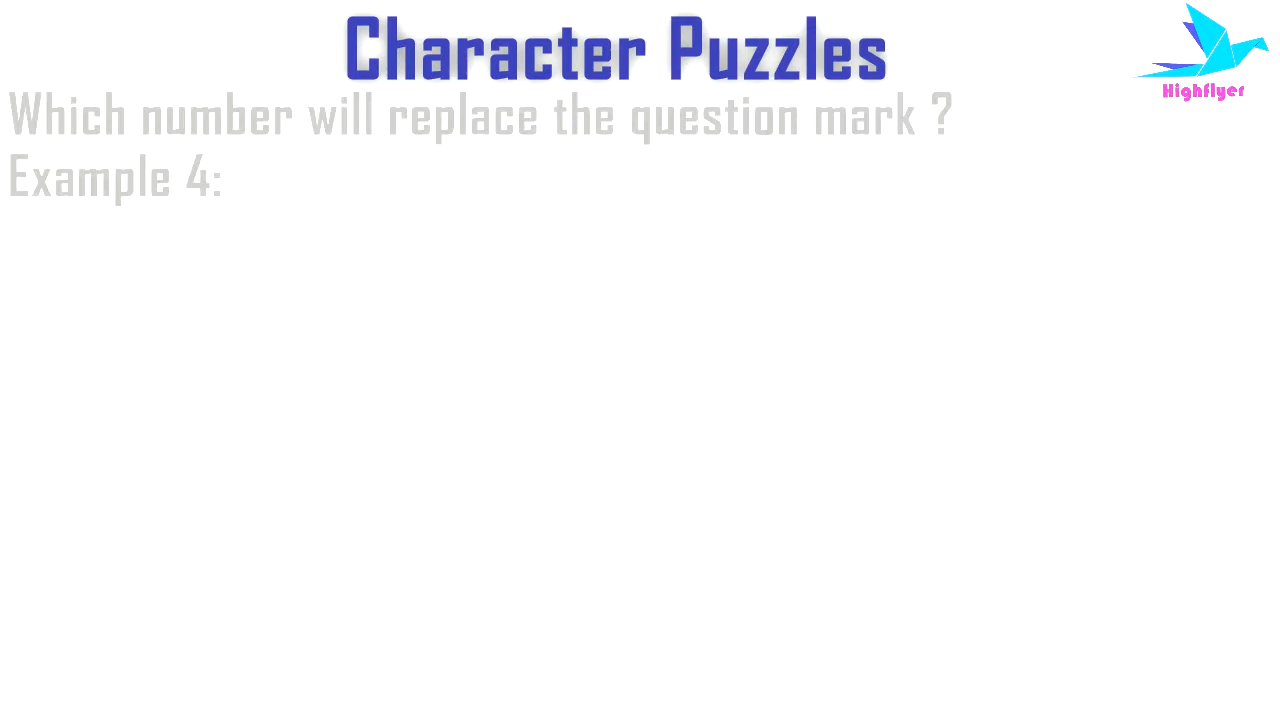 Character Puzzles
Highflyer
Which number will replace the question mark ?
Example 4: